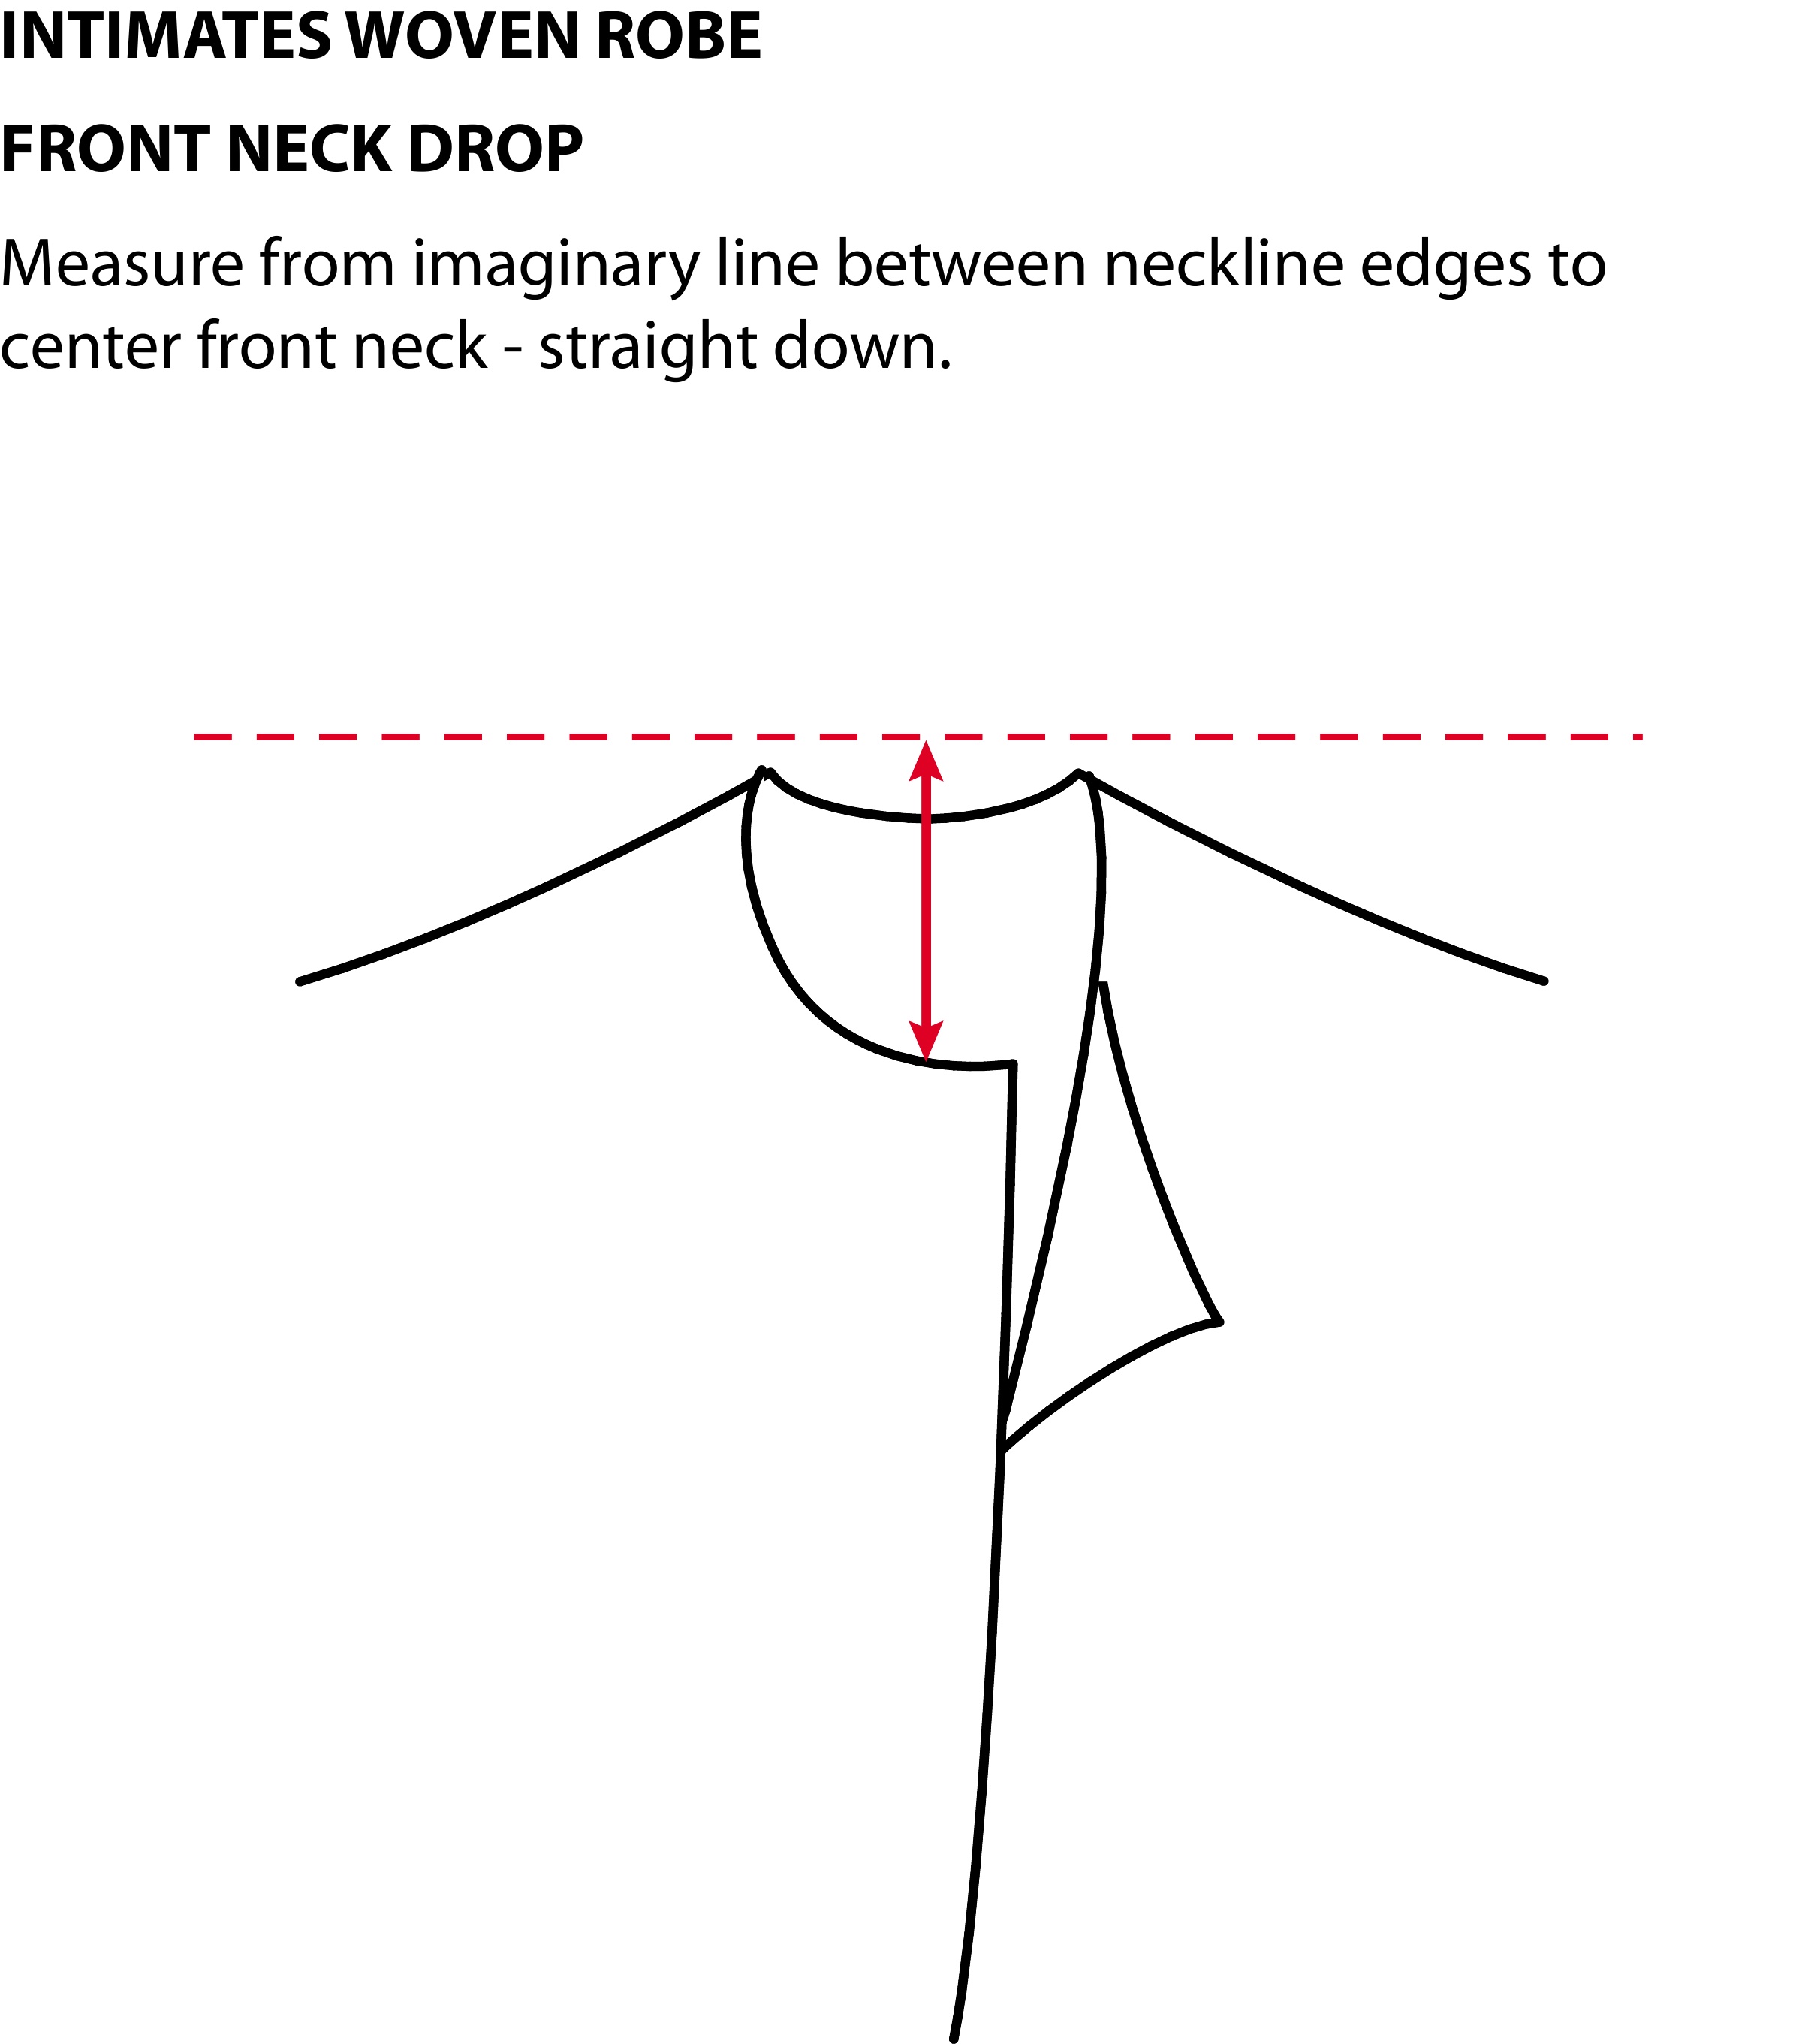 INTIMATES WOVEN ROBE
FRONT NECK DROP
Measure from imaginary line between neckline edges to
center front neck - straight down.